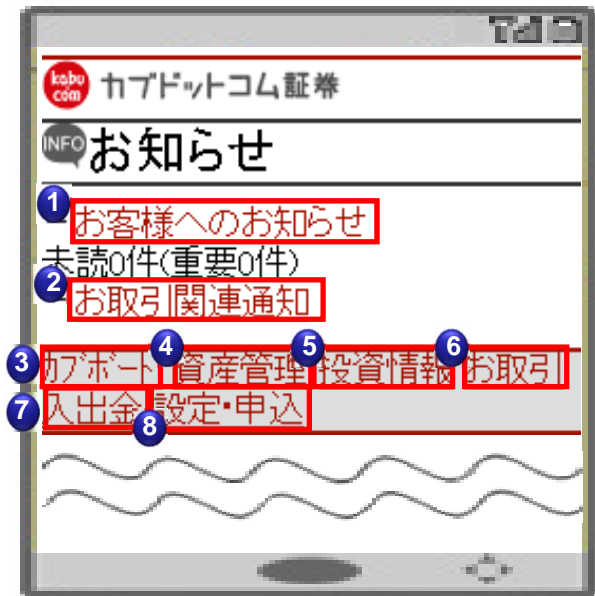 kabu
.com
カブドットコム証券
INFO
お知らせ
1
お客様へのお知らせ
未読0件(重要0件)
2
お取引関連通知
3 4 5 6
カブボート 資産管理 投資情報 お取引
7 8
入出金 設定・申込